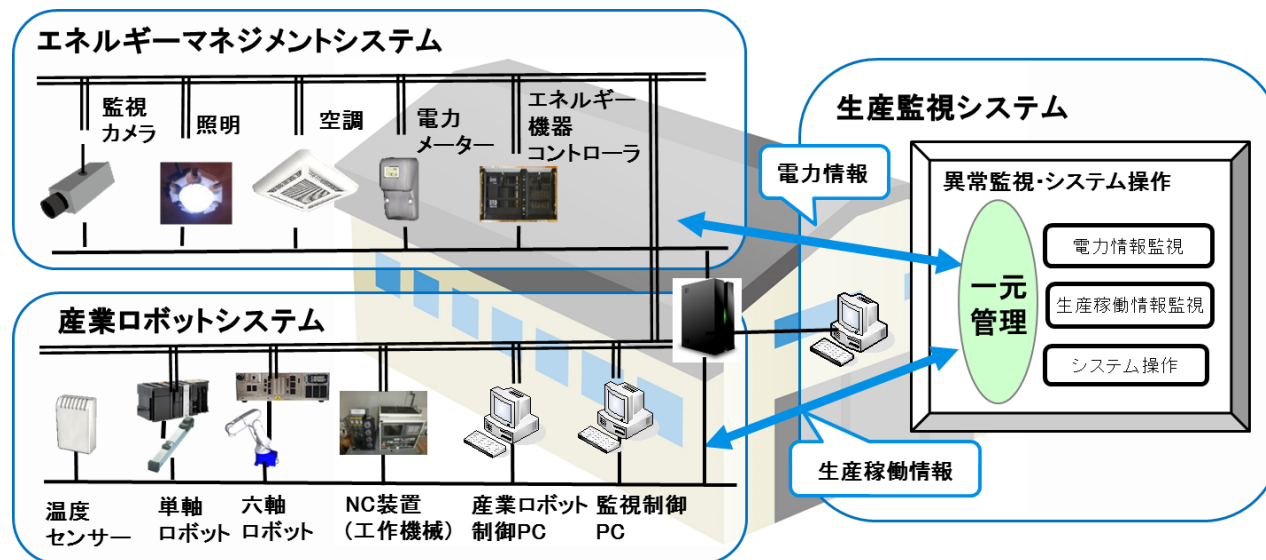 エネルギーマネジメントシステム
監視
カメラ
照明
空調
電力
メーター
エネルギー
機器
コントローラ
産業ロボットシステム
温度
センサー
単軸
ロボット
六軸
ロボット
NC装置
(工作機械)
産業ロボット
制御PC
監視制御
PC
電力情報
生産稼働情報
生産監視システム
異常監視・システム操作
一元
管理
電力情報監視
生産稼働情報監視
システム操作